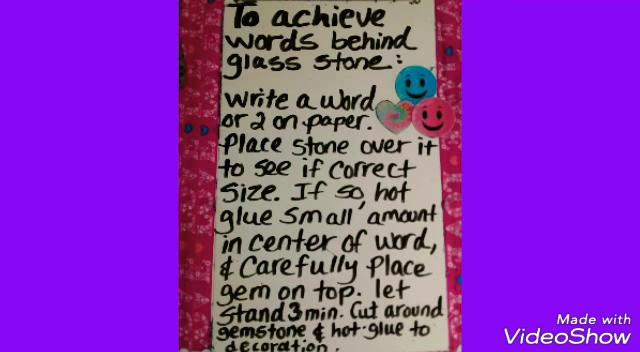 To achieve
words behind
glass stone:
Write a word
or 2 on paper.
Place stone over it
to see if correct
size. If so, hot
glue small amount
in center of word,
& Carefully Place
gem on top. let
stand 3 min. Cut around
gemstone & hot-glue to
decoration.
Made with
VideoShow